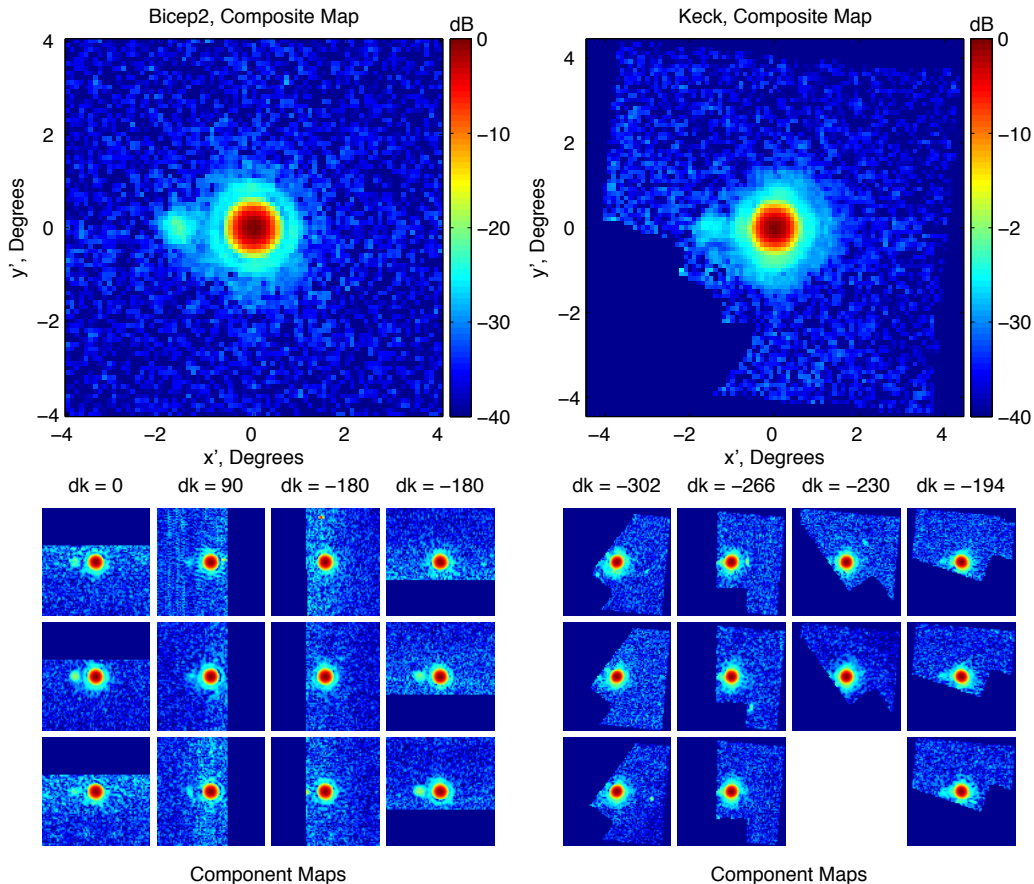 Bicep2, Composite Map
dB
4
2
0
−2
−4
y', Degrees
−4
−2
0
2
4
x', Degrees
0
−10
−20
−30
−40
Keck, Composite Map
dB
4
2
0
−2
−4
y', Degrees
−4
−2
0
2
4
x', Degrees
0
−10
−20
−30
−40
dk = 0
dk = 90
dk = −180
dk = −180
dk = −302
dk = −266
dk = −230
dk = −194
Component Maps
Component Maps